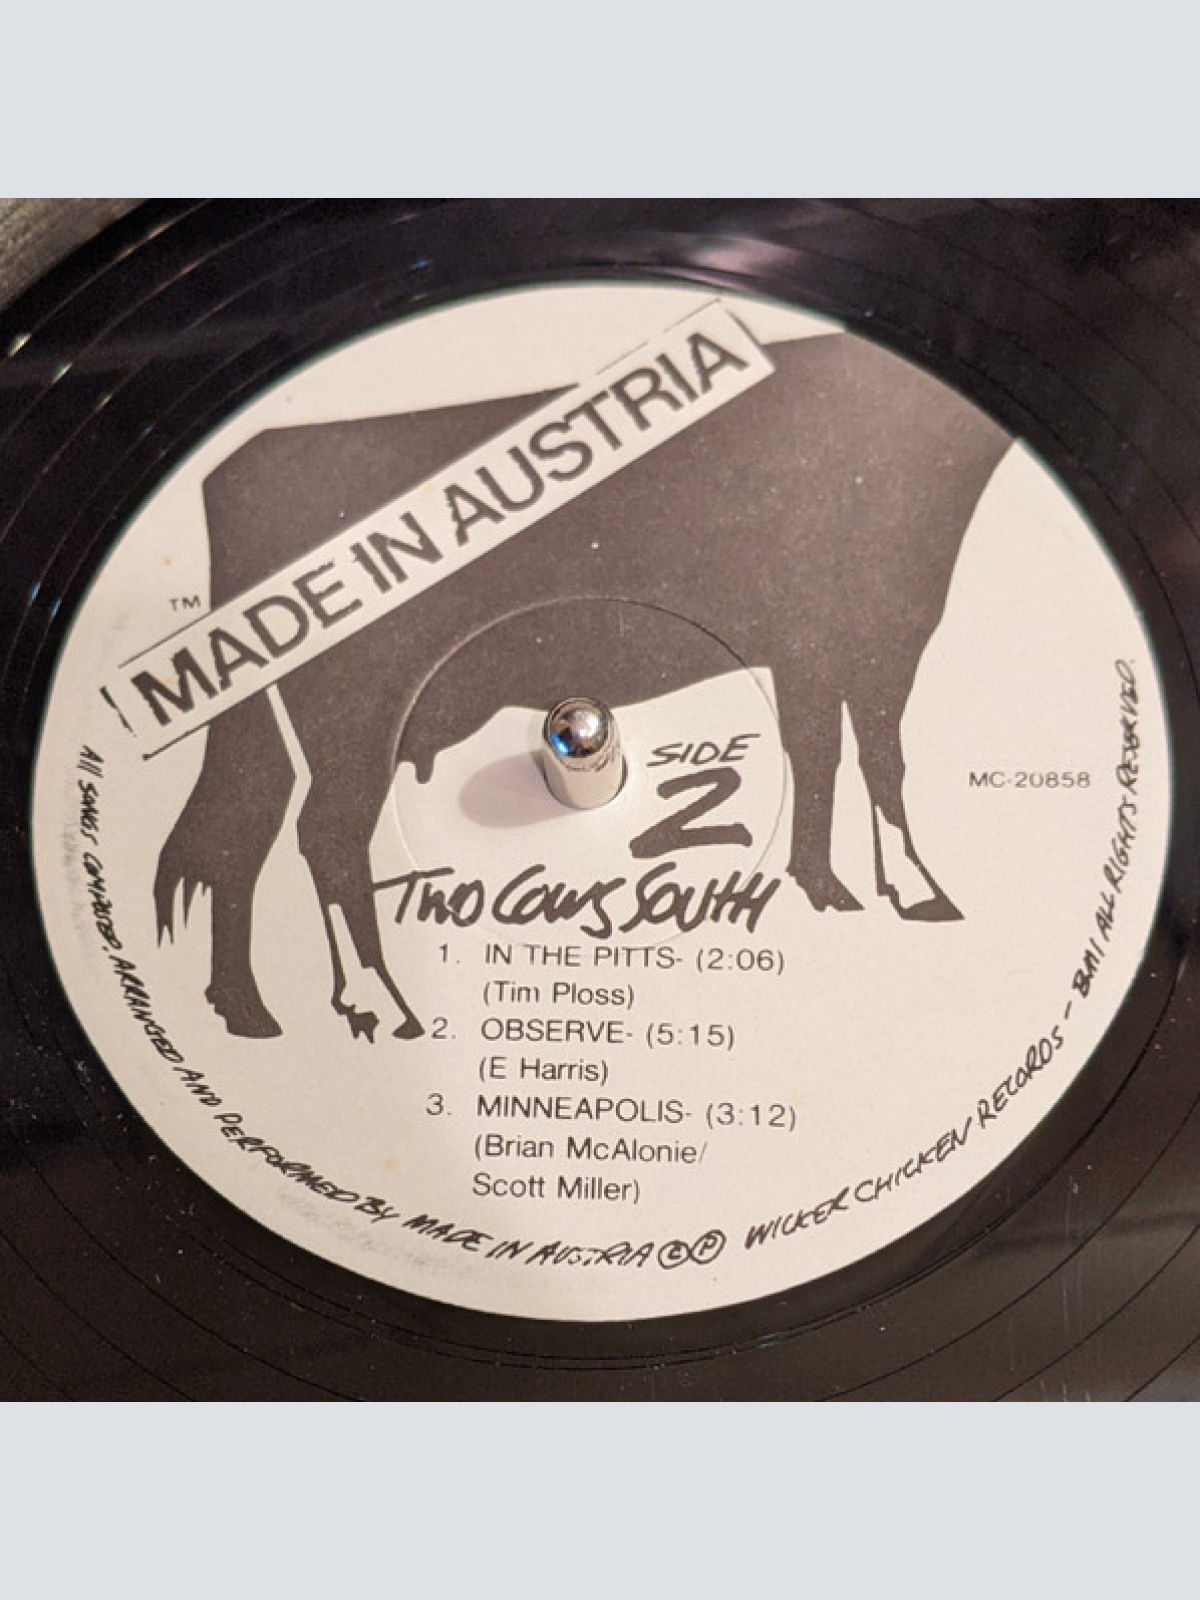 MADE IN AUSTRIA
TM
SIDE
2
MC-20858
TWO COWS SOUTH
1. IN THE PITTS- (2:06)
(Tim Ploss)
2. OBSERVE- (5:15)
(E Harris)
3. MINNEAPOLIS- (3:12)
(Brian McAlonie/
Scott Miller)
All SONGS COMPOSED, ARRANGED AND PERFORMED BY MADE IN AUSTRIA Ⓒ Ⓟ WICKER CHICKEN RECORDS - BMI ALL RIGHTS RESERVED.